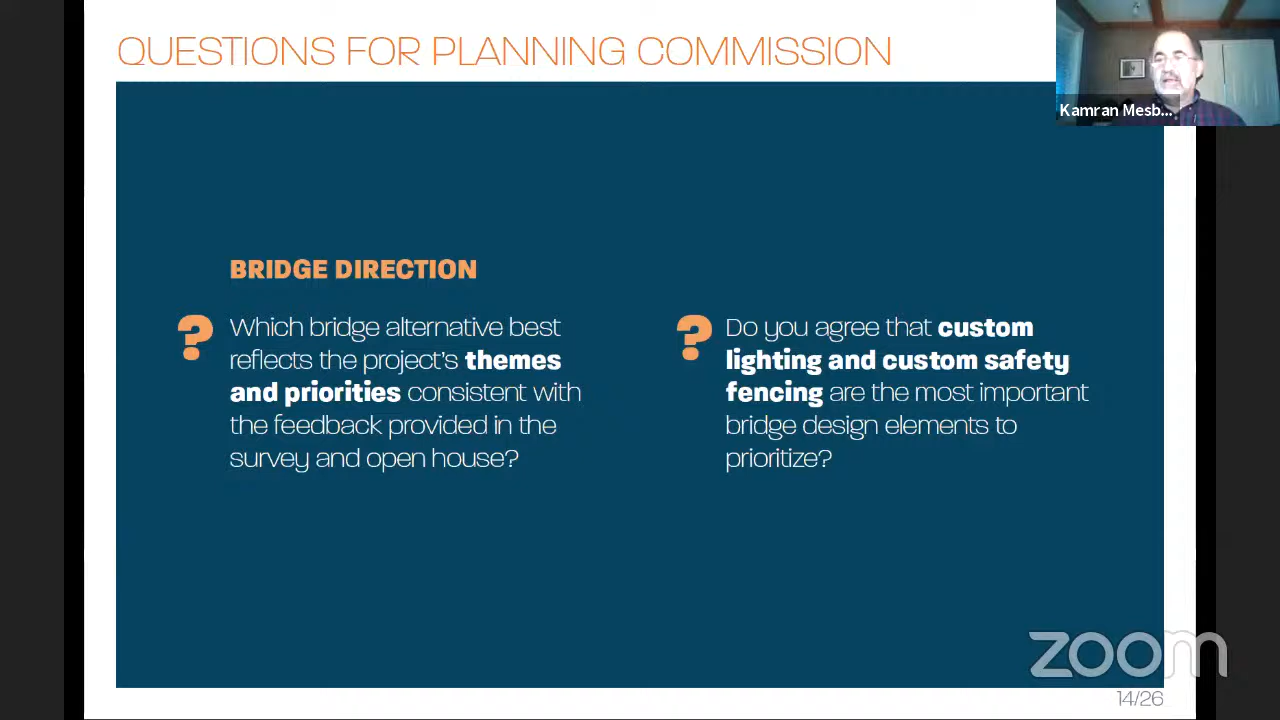 QUESTIONS FOR PLANNING COMMISSION
Kamran Mesb...
BRIDGE DIRECTION
? Which bridge alternative best
reflects the project's themes
and priorities consistent with
the feedback provided in the
survey and open house?
? Do you agree that custom
lighting and custom safety
fencing are the most important
bridge design elements to
prioritize?
zoom
14/26